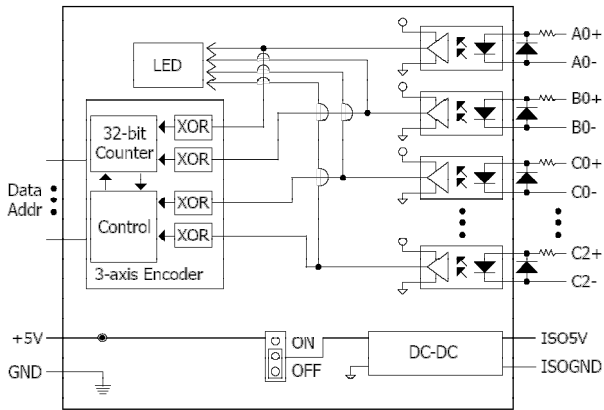 LED
A0+
A0-
B0+
B0-
C0+
C0-
C2+
C2-
XOR
XOR
XOR
XOR
32-bit
Counter
Control
3-axis Encoder
Data
Addr
+5V
GND
ON
OFF
DC-DC
ISO5V
ISOGND